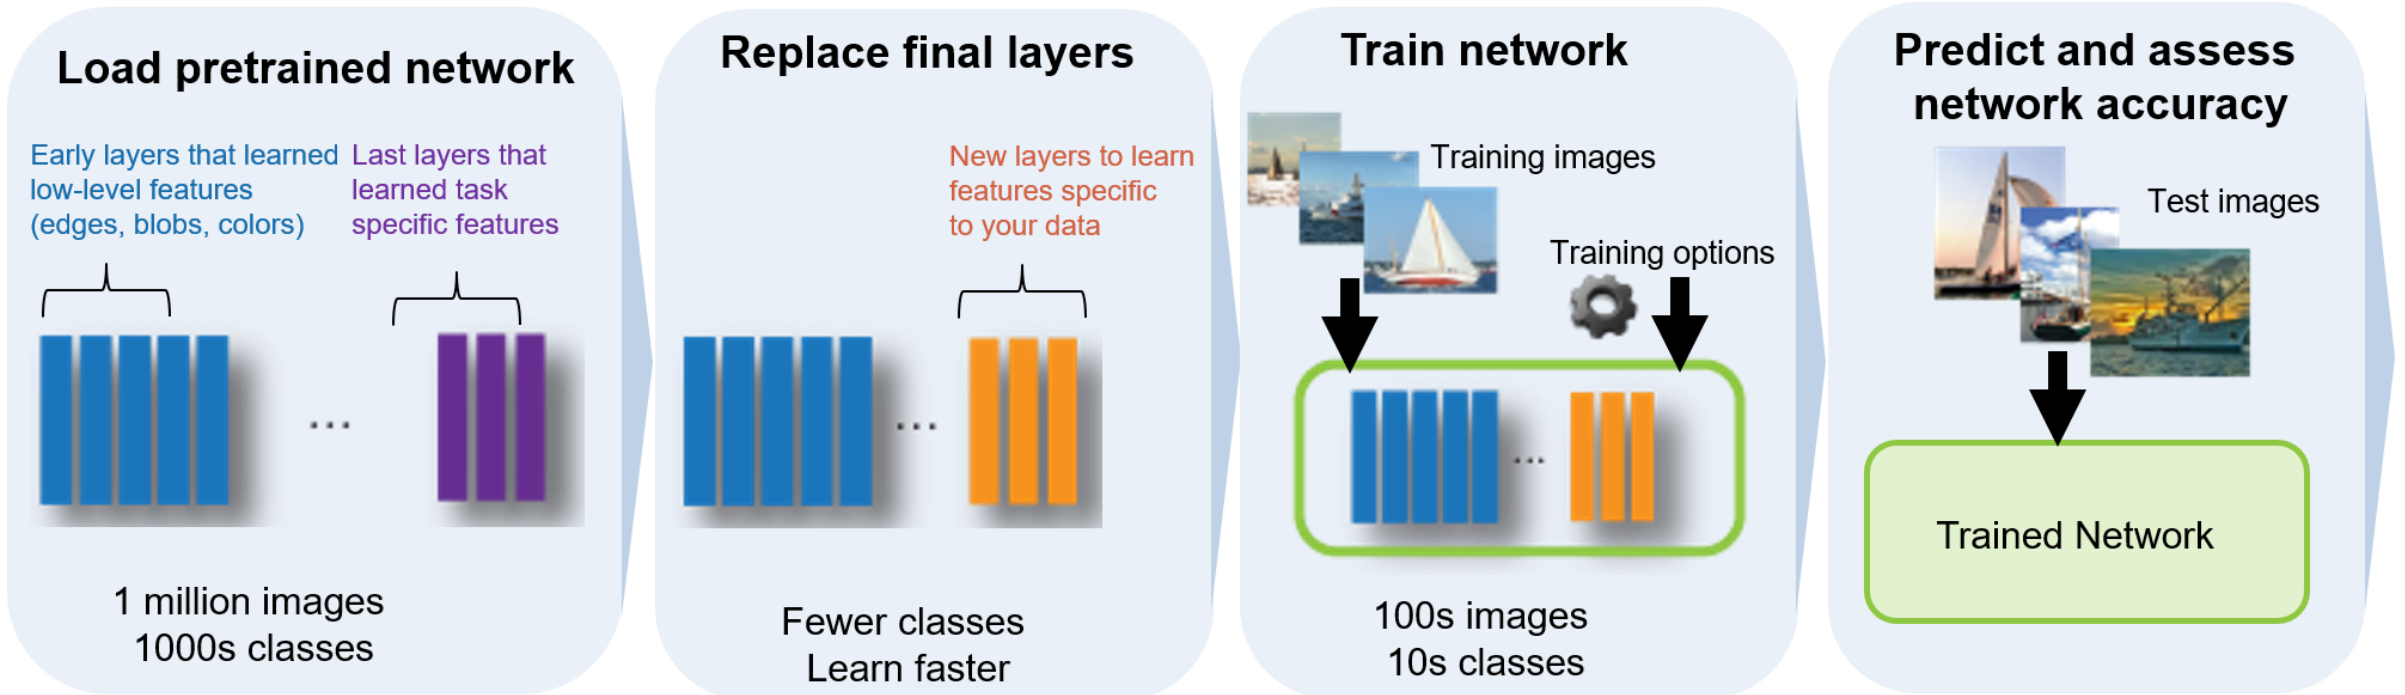 Load pretrained network
Early layers that learned
low-level features
(edges, blobs, colors)
Last layers that
learned task
specific features
...
1 million images
1000s classes
Replace final layers
New layers to learn
features specific
to your data
...
Fewer classes
Learn faster
Train network
Training images
Training options
...
100s images
10s classes
Predict and assess
network accuracy
Test images
Trained Network